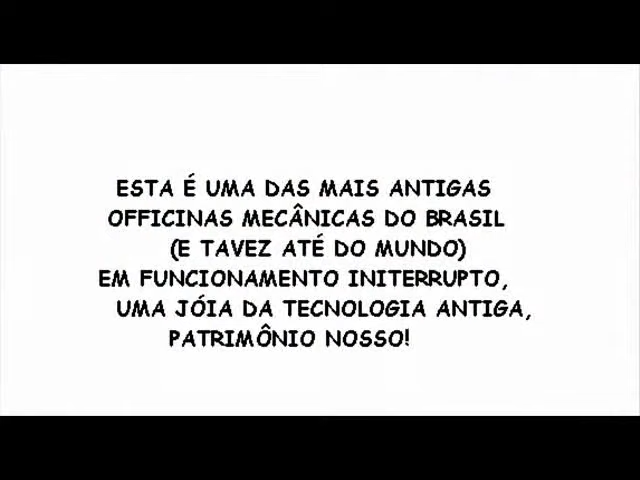 ESTA É UMA DAS MAIS ANTIGAS
OFFICINAS MECÂNICAS DO BRASIL
(E TAVEZ ATÉ DO MUNDO)
EM FUNCIONAMENTO INITERRUPTO,
UMA JÓIA DA TECNOLOGIA ANTIGA,
PATRIMÔNIO NOSSO!